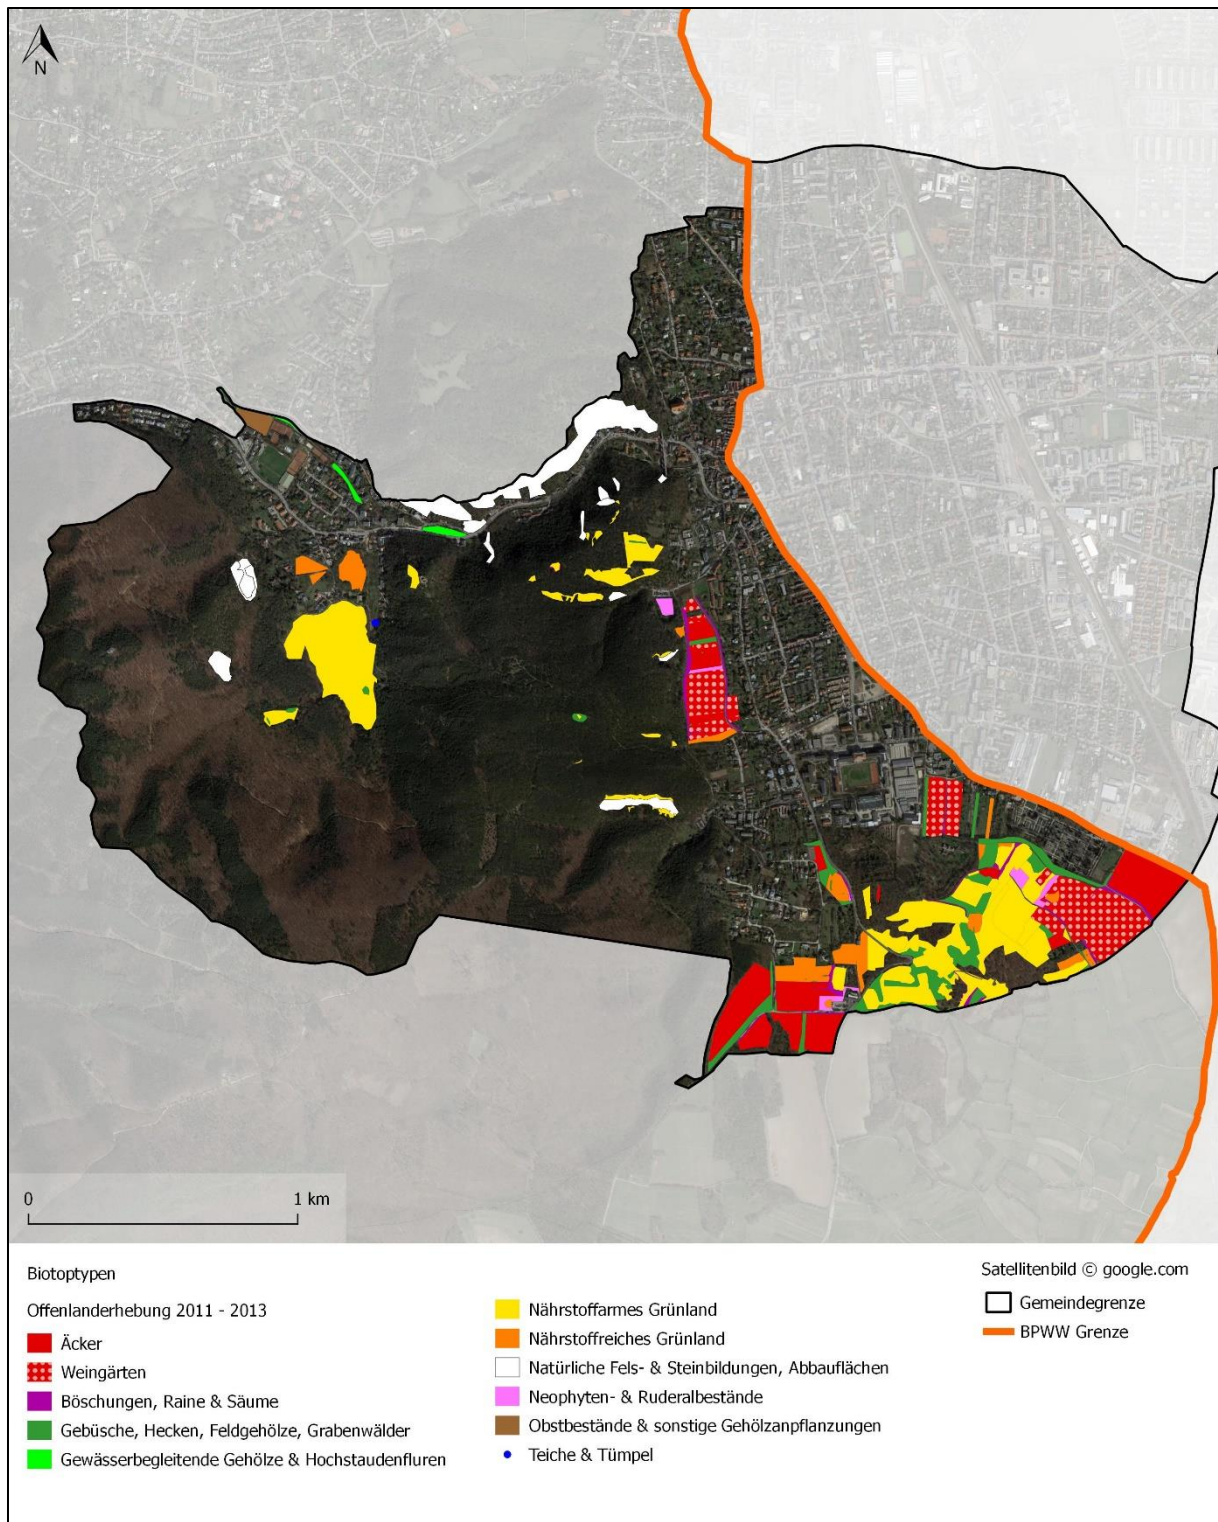 N
0 1 km
Biotoptypen
Offenlanderhebung 2011 - 2013
Äcker
Weingärten
Böschungen, Raine & Säume
Gebüsche, Hecken, Feldgehölze, Grabenwälder
Gewässerbegleitende Gehölze & Hochstaudenfluren
Nährstoffarmes Grünland
Nährstoffreiches Grünland
Natürliche Fels- & Steinbildungen, Abbauflächen
Neophyten- & Ruderalbestände
Obstbestände & sonstige Gehölzanpflanzungen
Teiche & Tümpel
Satellitenbild © google.com
Gemeindegrenze
BPWW Grenze